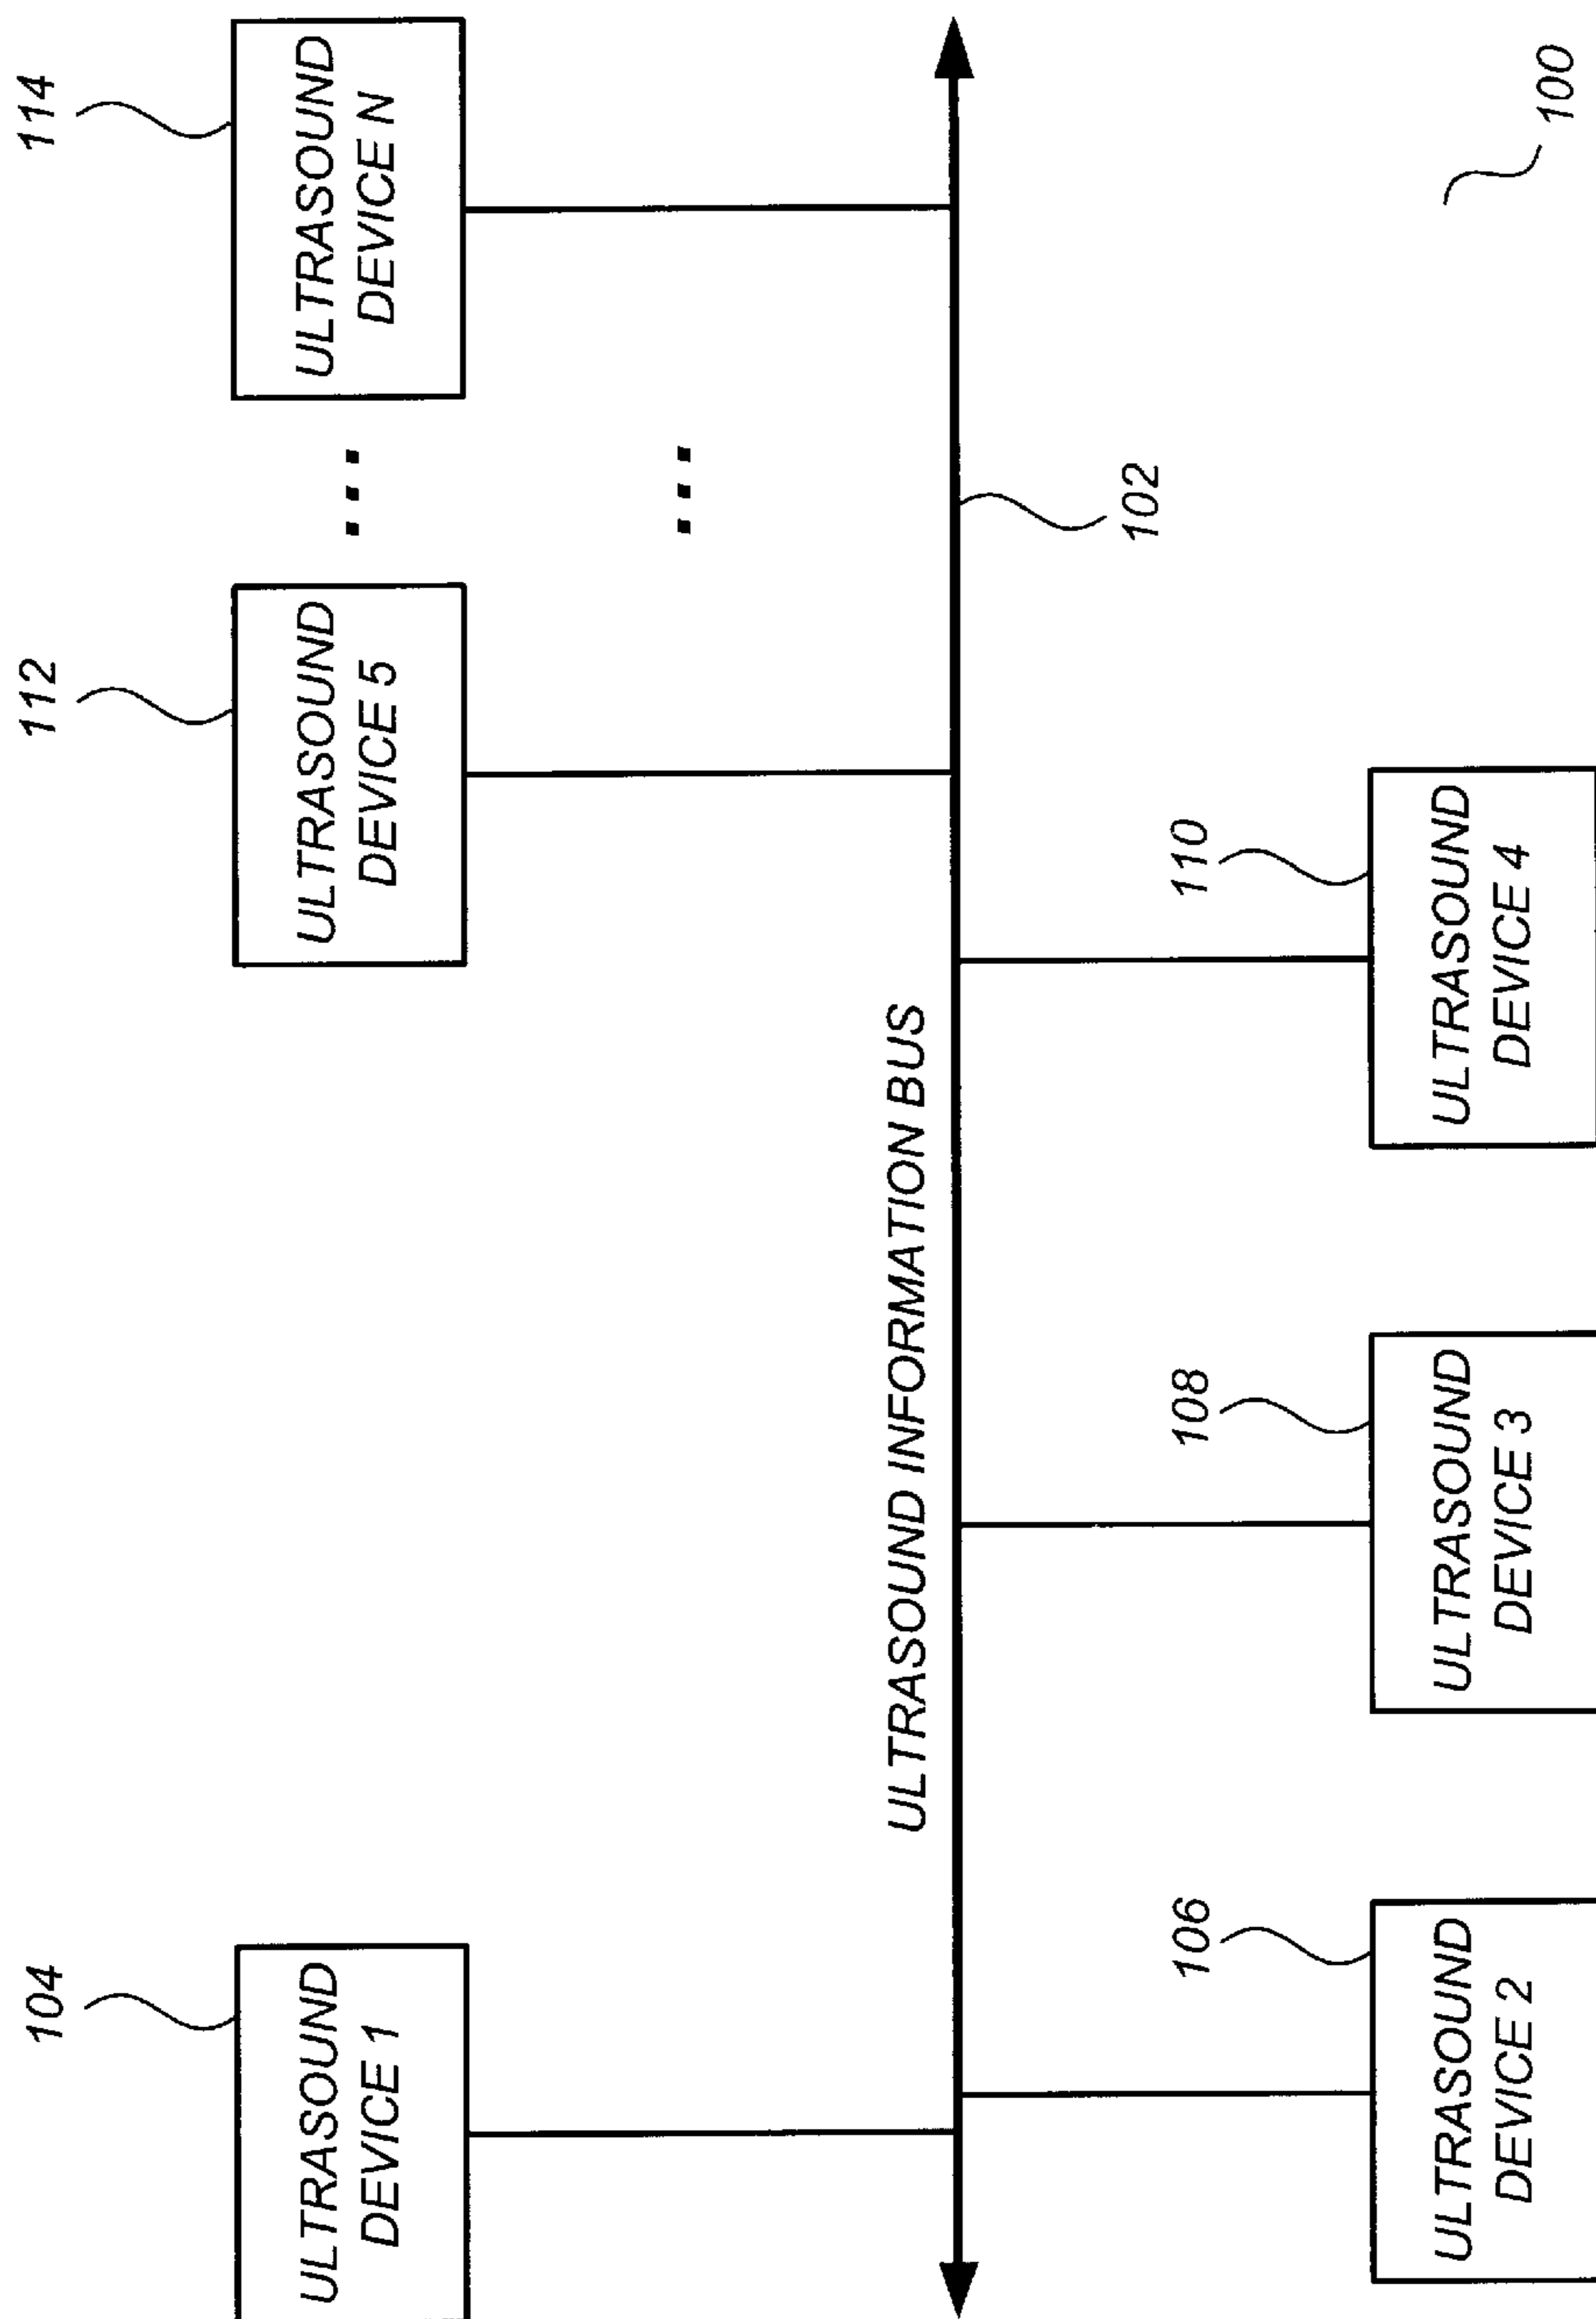 104
112
114
ULTRASOUND
DEVICE 1
ULTRASOUND
DEVICE 5
ULTRASOUND
DEVICE N
...
...
ULTRASOUND INFORMATION BUS
102
106
108
110
ULTRASOUND
DEVICE 2
ULTRASOUND
DEVICE 3
ULTRASOUND
DEVICE 4
100